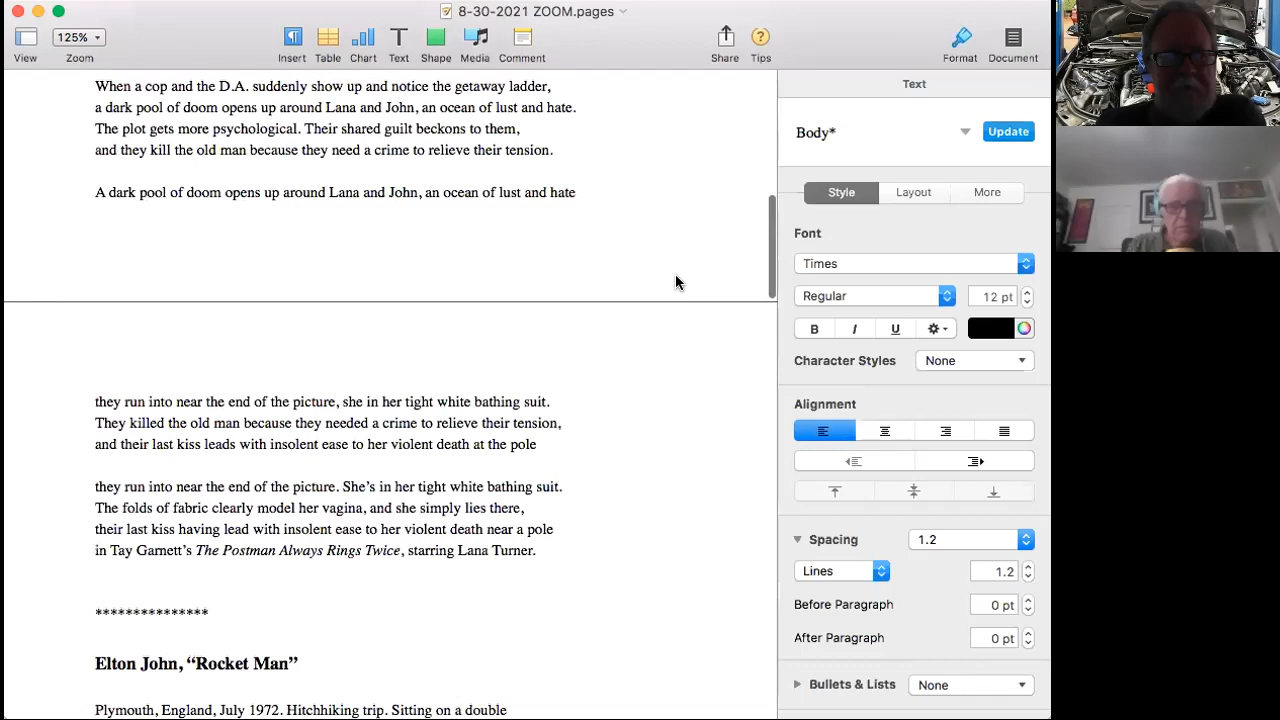 8-30-2021 ZOOM.pages
125%
View
Zoom
Insert
Table
Chart
Text
Shape
Media
Comment
Share
Tips
Format
Document
When a cop and the D.A. suddenly show up and notice the getaway ladder,
a dark pool of doom opens up around Lana and John, an ocean of lust and hate.
The plot gets more psychological. Their shared guilt beckons to them,
and they kill the old man because they need a crime to relieve their tension.
A dark pool of doom opens up around Lana and John, an ocean of lust and hate
they run into near the end of the picture, she in her tight white bathing suit.
They killed the old man because they needed a crime to relieve their tension,
and their last kiss leads with insolent ease to her violent death at the pole
they run into near the end of the picture. She's in her tight white bathing suit.
The folds of fabric clearly model her vagina, and she simply lies there,
their last kiss having lead with insolent ease to her violent death near a pole
in Tay Garnett's The Postman Always Rings Twice, starring Lana Turner.
***************
Elton John, “Rocket Man”
Plymouth, England, July 1972. Hitchhiking trip. Sitting on a double
Text
Body*
Update
Style
Layout
More
Font
Times
Regular
12 pt
B
I
U
Character Styles
None
Alignment
Spacing
1.2
Lines
1.2
Before Paragraph
0 pt
After Paragraph
0 pt
Bullets & Lists
None